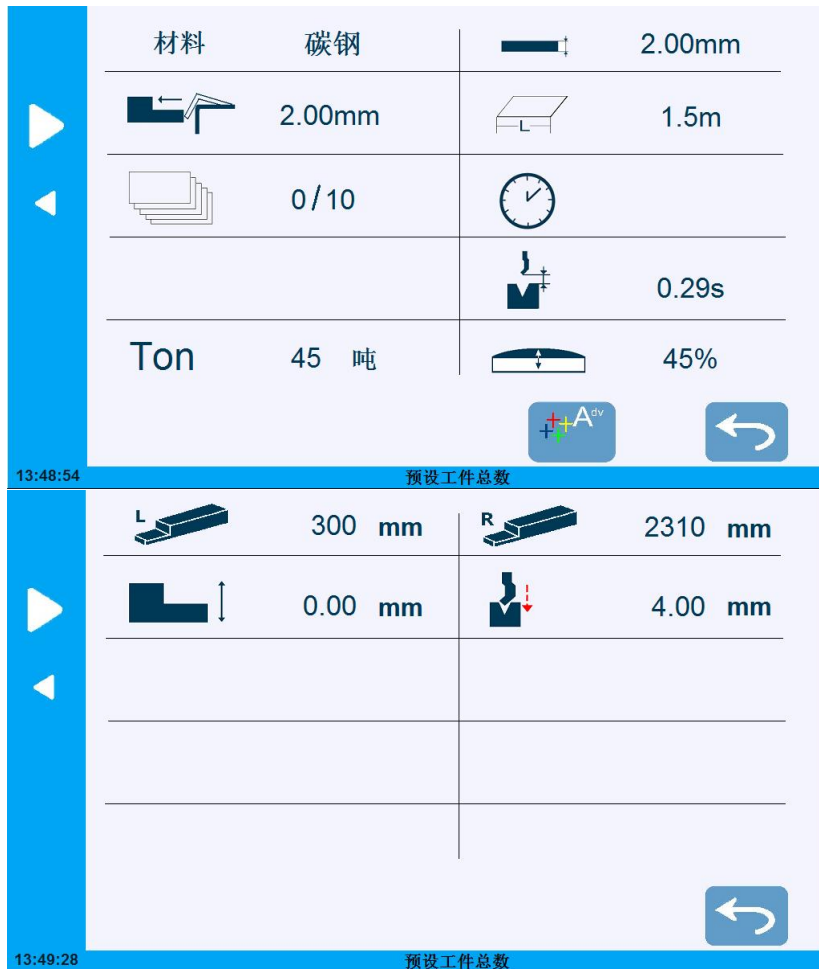 材料 碳钢 2.00mm
2.00mm L 1.5m
0/10
0.29s
Ton 45 吨 45%
Adv
13:48:54 预设工件总数
L 300 mm R 2310 mm
0.00 mm 4.00 mm
13:49:28 预设工件总数